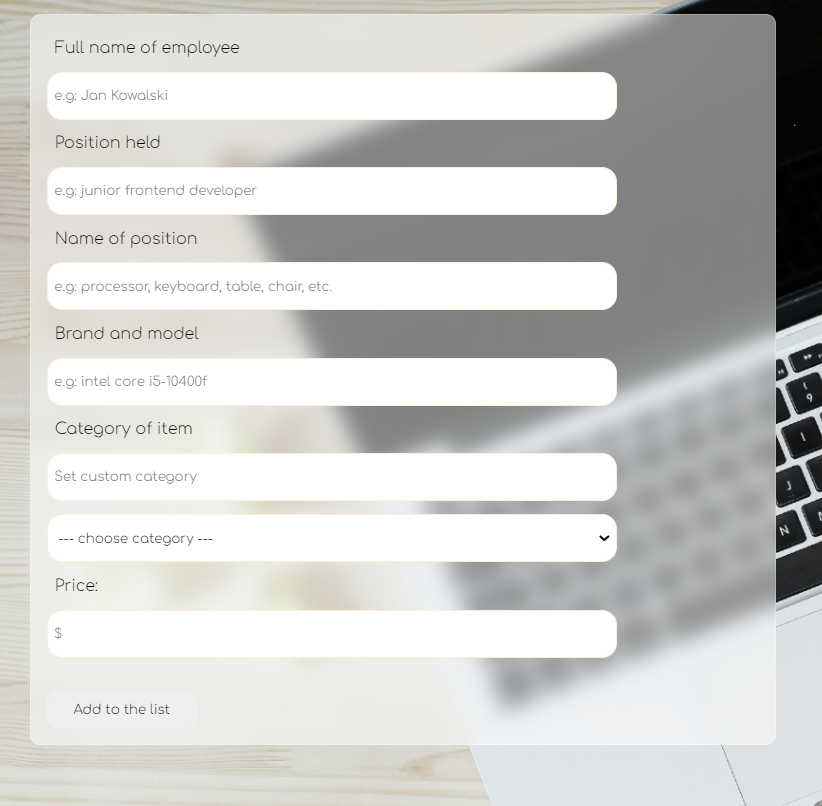 Full name of employee
e.g: Jan Kowalski
Position held
e.g: junior frontend developer
Name of position
e.g: processor, keyboard, table, chair, etc.
Brand and model
e.g: intel core i5-10400f
Category of item
Set custom category
--- choose category ---
Price:
$
Add to the list
(
9
I
J
N